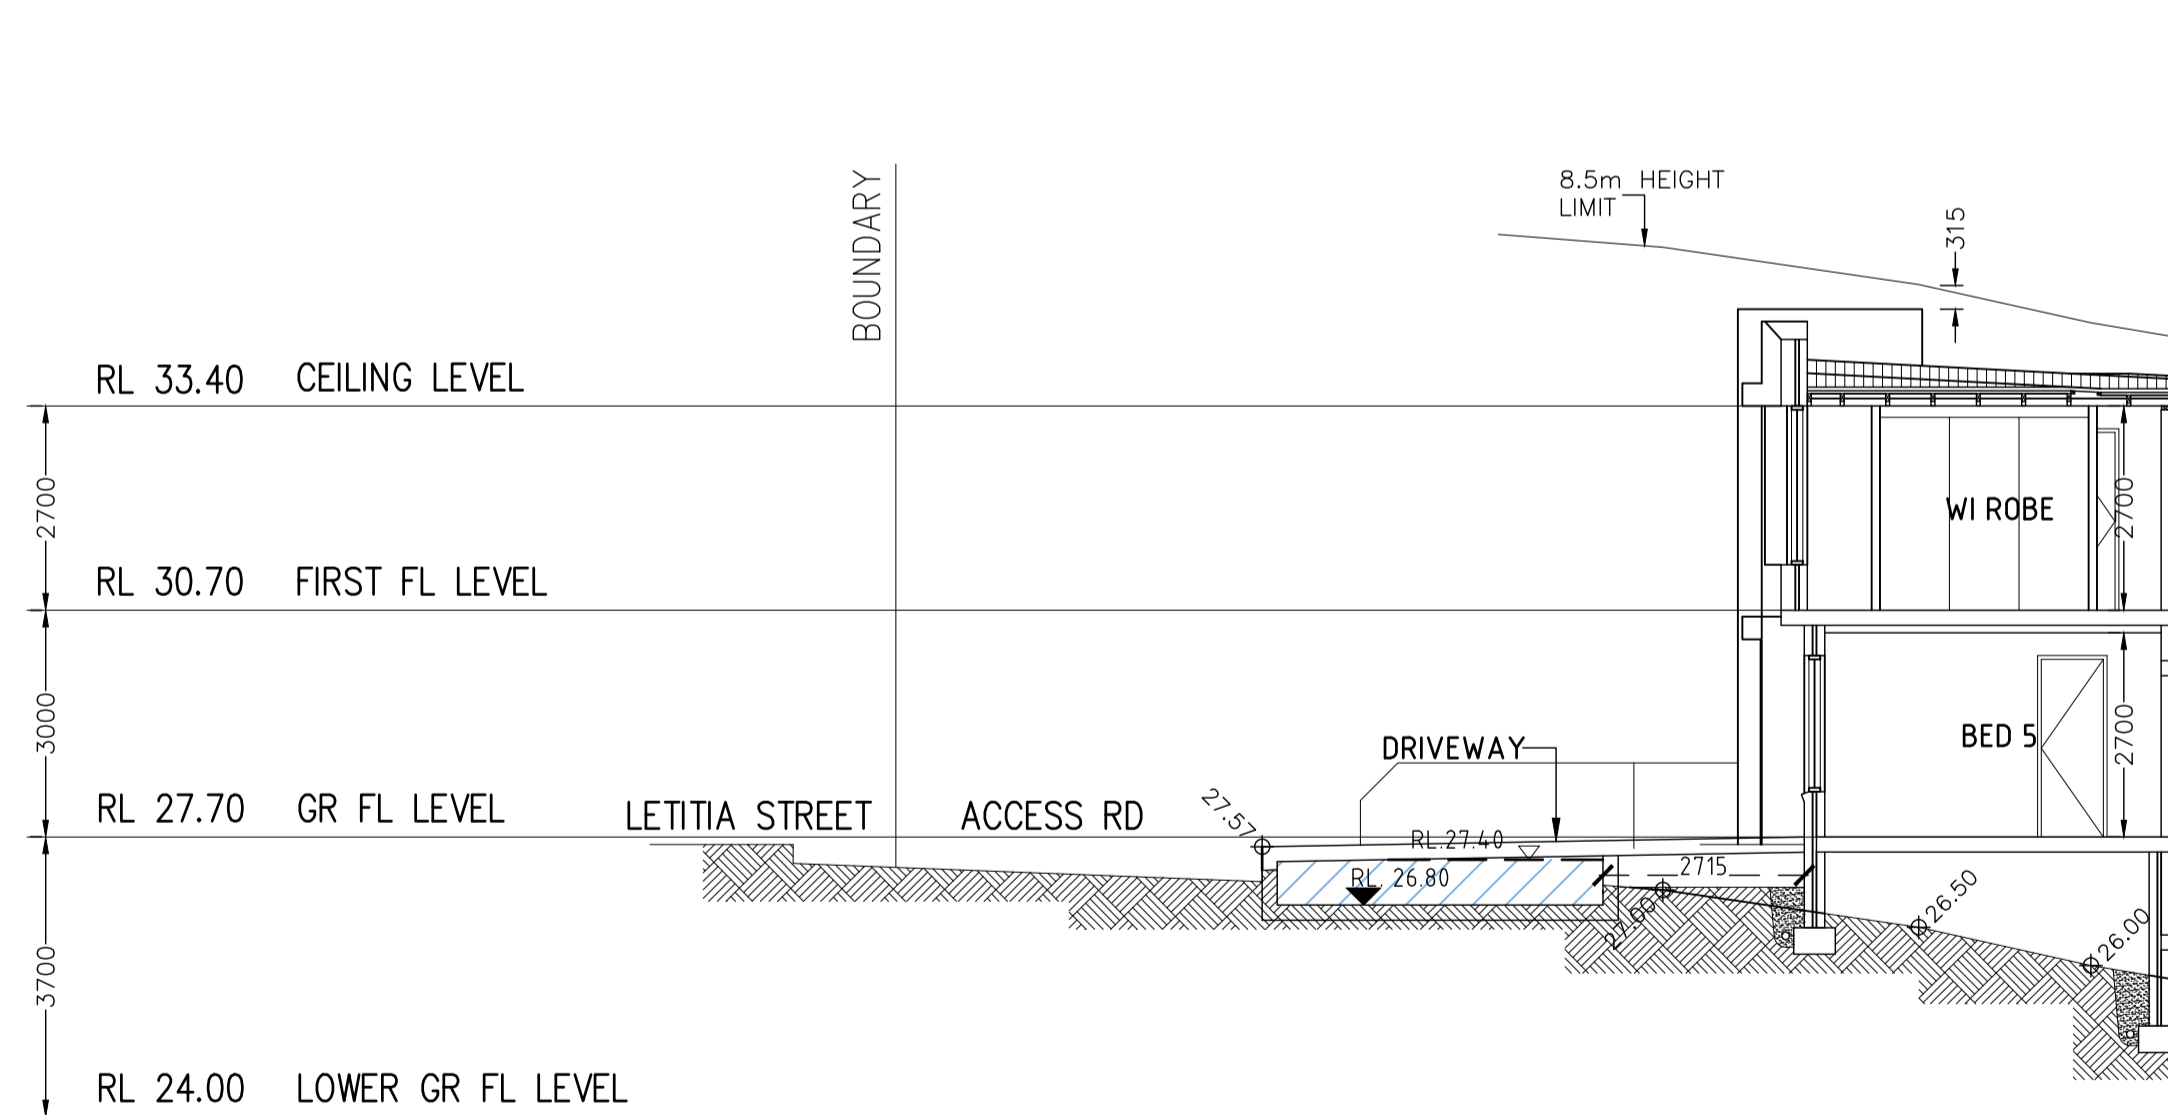 8.5m HEIGHT
LIMIT
BOUNDARY
315
RL 33.40 CEILING LEVEL
2700
WI ROBE
2700
RL 30.70 FIRST FL LEVEL
3000
BED 5
2700
DRIVEWAY
RL 27.70 GR FL LEVEL
LETITIA STREET
ACCESS RD
27.57
RL.27.40
RL. 26.80
2715
27.00
26.50
26.00
3700
RL 24.00 LOWER GR FL LEVEL